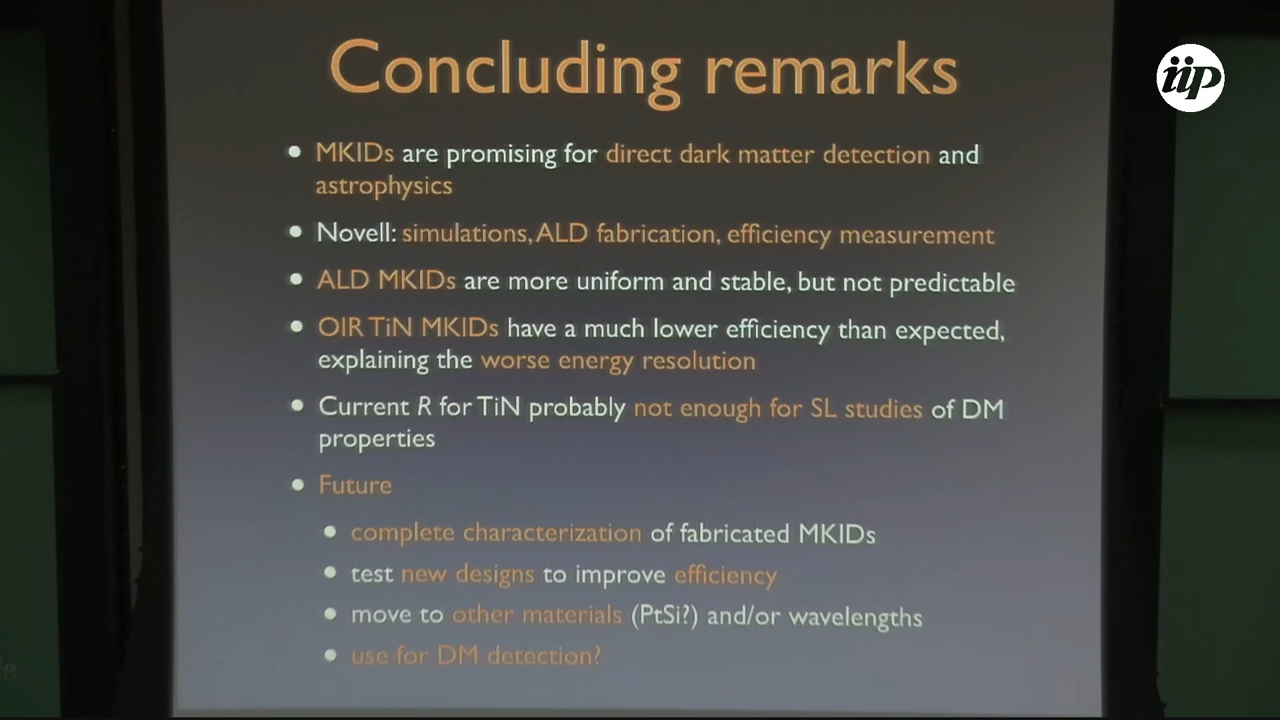 Concluding remarks
iip
• MKIDs are promising for direct dark matter detection and
astrophysics
• Novell: simulations, ALD fabrication, efficiency measurement
• ALD MKIDs are more uniform and stable, but not predictable
• OIR TiN MKIDs have a much lower efficiency than expected,
explaining the worse energy resolution
• Current R for TiN probably not enough for SL studies of DM
properties
• Future
• complete characterization of fabricated MKIDs
• test new designs to improve efficiency
• move to other materials (PtSi?) and/or wavelengths
• use for DM detection?